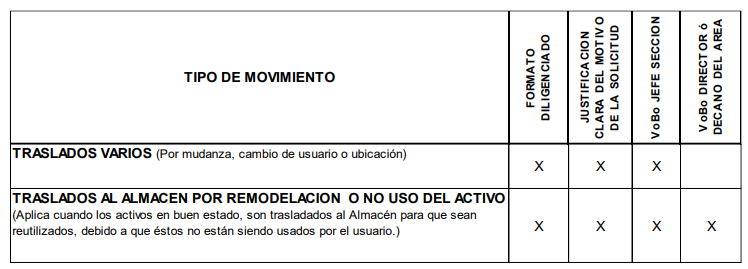 TIPO DE MOVIMIENTO
FORMATO
DILIGENCIADO
JUSTIFICACION
CLARA DEL MOTIVO
DE LA SOLICITUD
VoBo JEFE SECCION
VoBo DIRECTOR ó
DECANO DEL AREA
TRASLADOS VARIOS (Por mudanza, cambio de usuario o ubicación)
X X X
TRASLADOS AL ALMACEN POR REMODELACION O NO USO DEL ACTIVO
(Aplica cuando los activos en buen estado, son trasladados al Almacén para que sean
reutilizados, debido a que éstos no están siendo usados por el usuario.)
X X X X